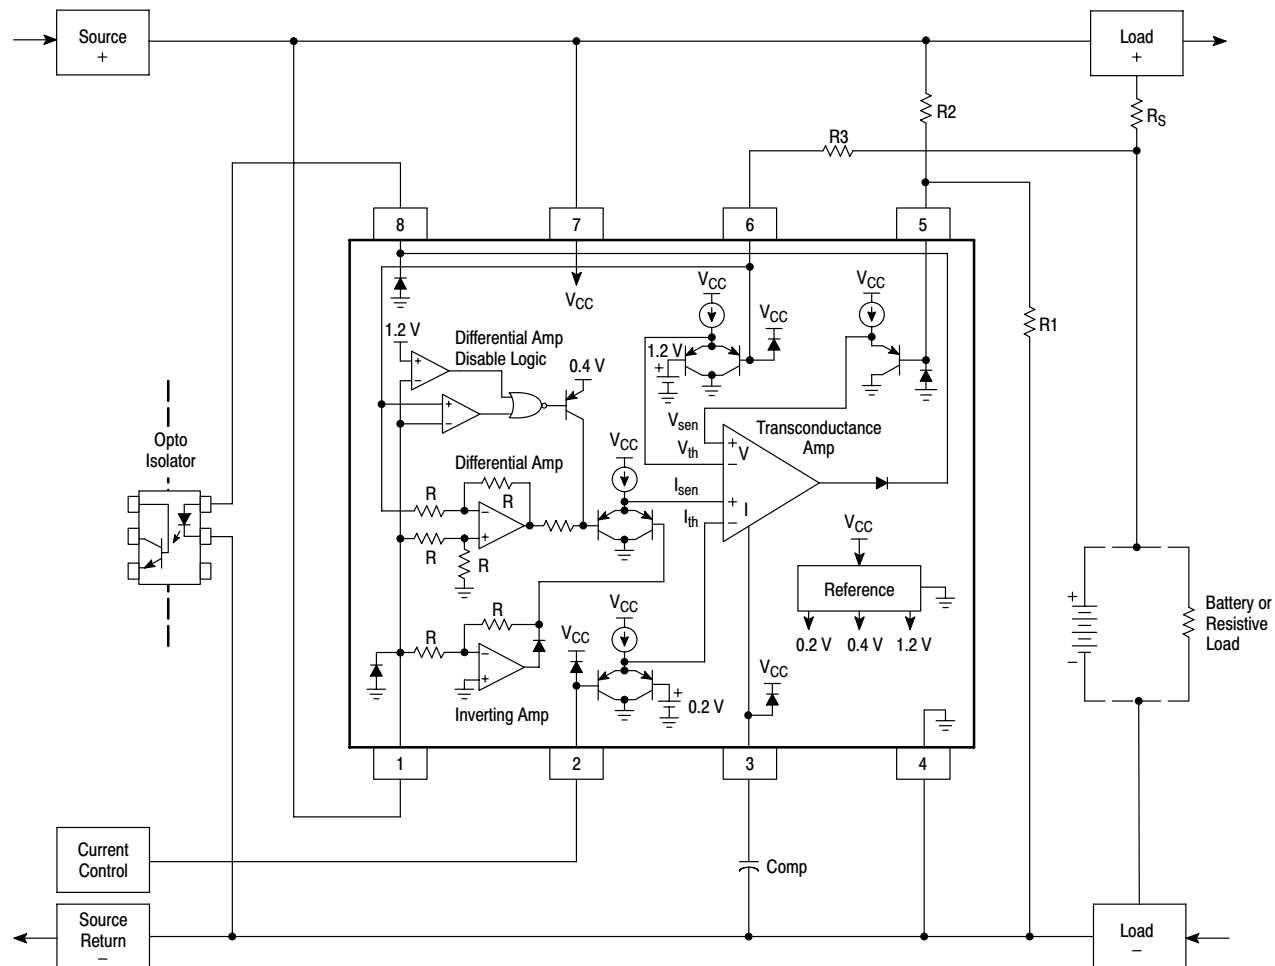 Source
+
Load
+
R2
RS
R3
8
7
6
5
VCC
VCC
VCC
VCC
1.2 V
Differential Amp
Disable Logic
0.4 V
1.2 V
+
R1
+
−
+
−
Vsen
Vth
Transconductance
Amp
+
V
−
VCC
Opto
Isolator
Differential Amp
Isen
Ith
+
I
−
R
R
−
+
R
R
VCC
Reference
0.2 V
0.4 V
1.2 V
+
−
Battery or
Resistive
Load
VCC
VCC
R
R
−
+
Inverting Amp
+
0.2 V
VCC
1
2
3
4
Current
Control
Comp
Source
Return
−
Load
−